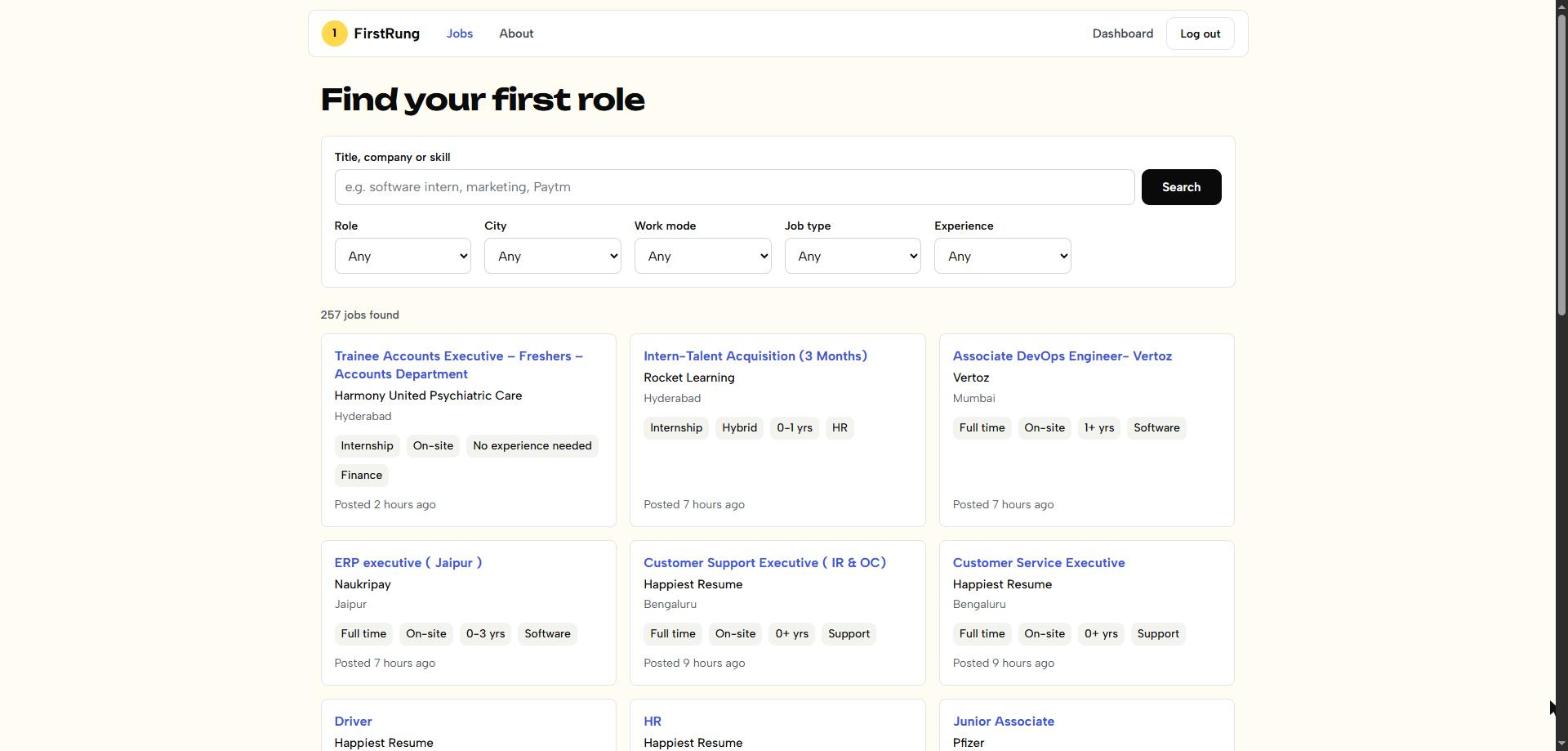 1 FirstRung Jobs About Dashboard Log out
Find your first role
Title, company or skill
e.g. software intern, marketing, Paytm Search
Role City Work mode Job type Experience
Any Any Any Any Any
257 jobs found
Trainee Accounts Executive – Freshers –
Accounts Department
Harmony United Psychiatric Care
Hyderabad
Internship On-site No experience needed
Finance
Posted 2 hours ago
Intern-Talent Acquisition (3 Months)
Rocket Learning
Hyderabad
Internship Hybrid 0-1 yrs HR
Posted 7 hours ago
Associate DevOps Engineer- Vertoz
Vertoz
Mumbai
Full time On-site 1+ yrs Software
Posted 7 hours ago
ERP executive ( Jaipur )
Naukripay
Jaipur
Full time On-site 0-3 yrs Software
Posted 7 hours ago
Customer Support Executive ( IR & OC)
Happiest Resume
Bengaluru
Full time On-site 0+ yrs Support
Posted 9 hours ago
Customer Service Executive
Happiest Resume
Bengaluru
Full time On-site 0+ yrs Support
Posted 9 hours ago
Driver
Happiest Resume
HR
Happiest Resume
Junior Associate
Pfizer